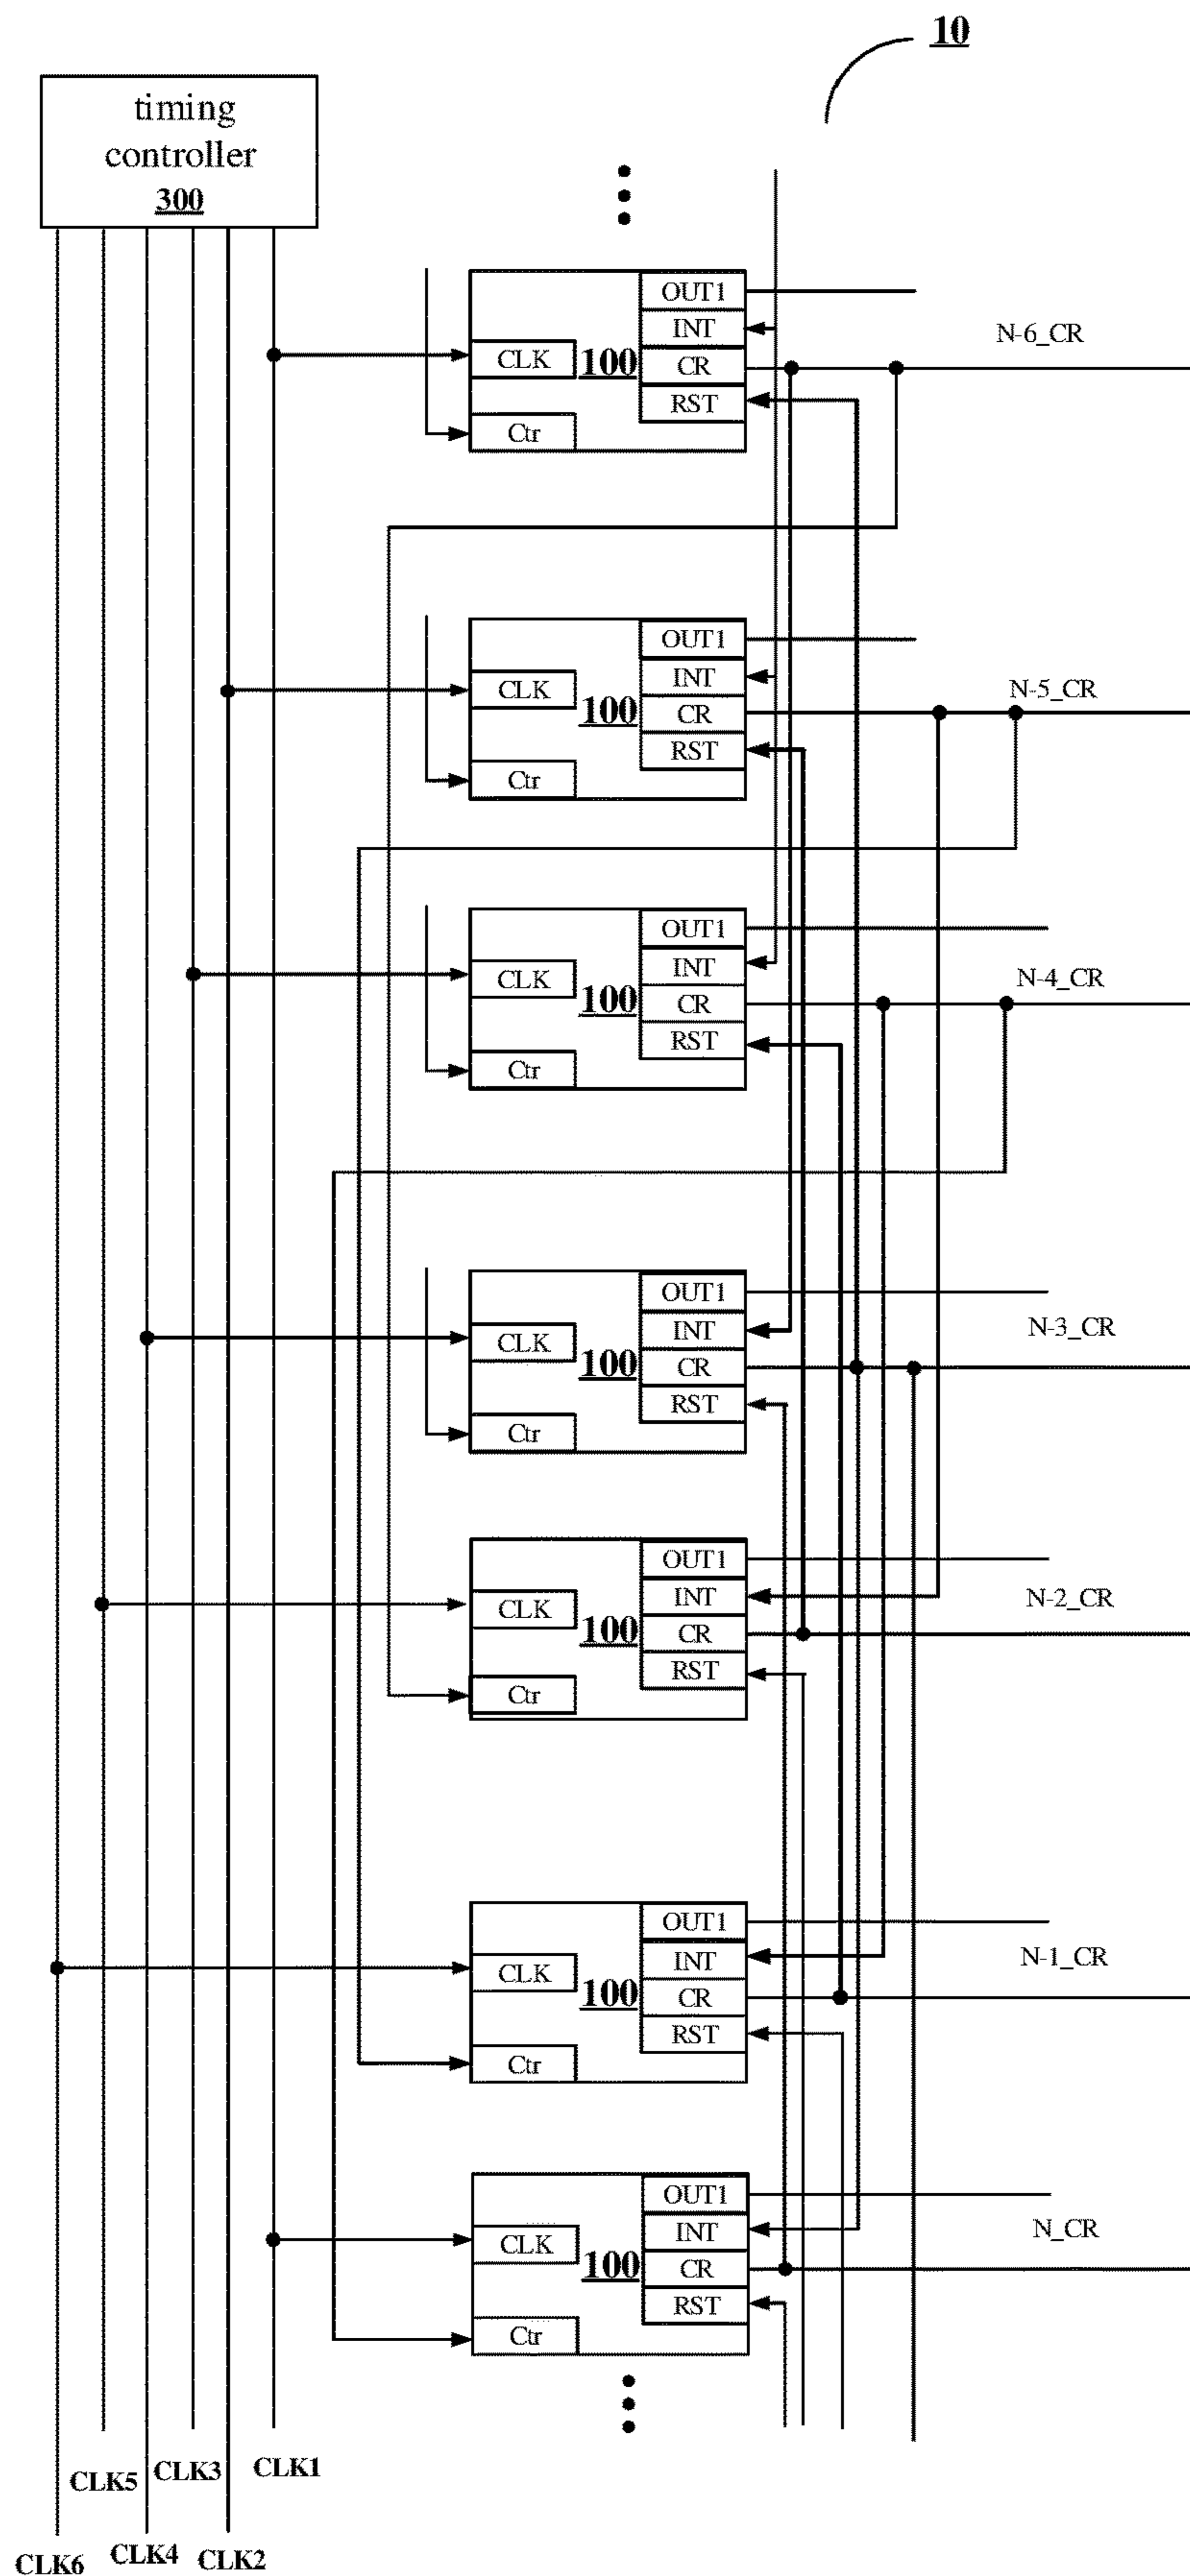 10
timing
controller
300
OUT1
INT
N-6_CR
CLK
100
CR
RST
Ctr
OUT1
INT
N-5_CR
CLK
100
CR
RST
Ctr
OUT1
INT
N-4_CR
CLK
100
CR
RST
Ctr
OUT1
INT
N-3_CR
CLK
100
CR
RST
Ctr
OUT1
INT
N-2_CR
CLK
100
CR
RST
Ctr
OUT1
INT
N-1_CR
CLK
100
CR
RST
Ctr
OUT1
INT
N_CR
CLK
100
CR
RST
Ctr
CLK1
CLK3
CLK5
CLK2
CLK4
CLK6